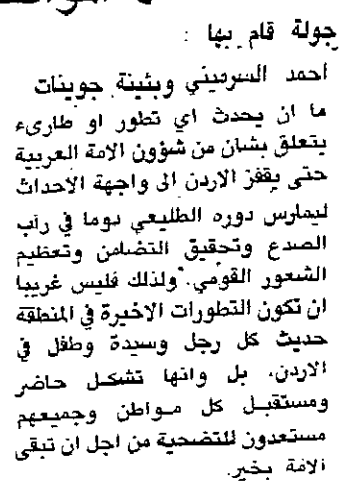 جولة قام بها :
احمد السرميني وبثينة جوينات
ما ان يحدث اي تطور او طارىء
يتعلق بشان من شؤون الامة العربية
حتى يقفز الاردن الى واجهة الاحداث
ليمارس دوره الطليعي دوما في راب
الصدع وتحقيق التضامن وتعظيم
الشعور القومي. ولذلك فليس غريبا
ان تكون التطورات الاخيرة في المنطقة
حديث كل رجل وسيدة وطفل في
الاردن، بل وانها تشكل حاضر
ومستقبل كل مواطن وجميعهم
مستعدون للتضحية من اجل ان تبقى
الامة بخير.